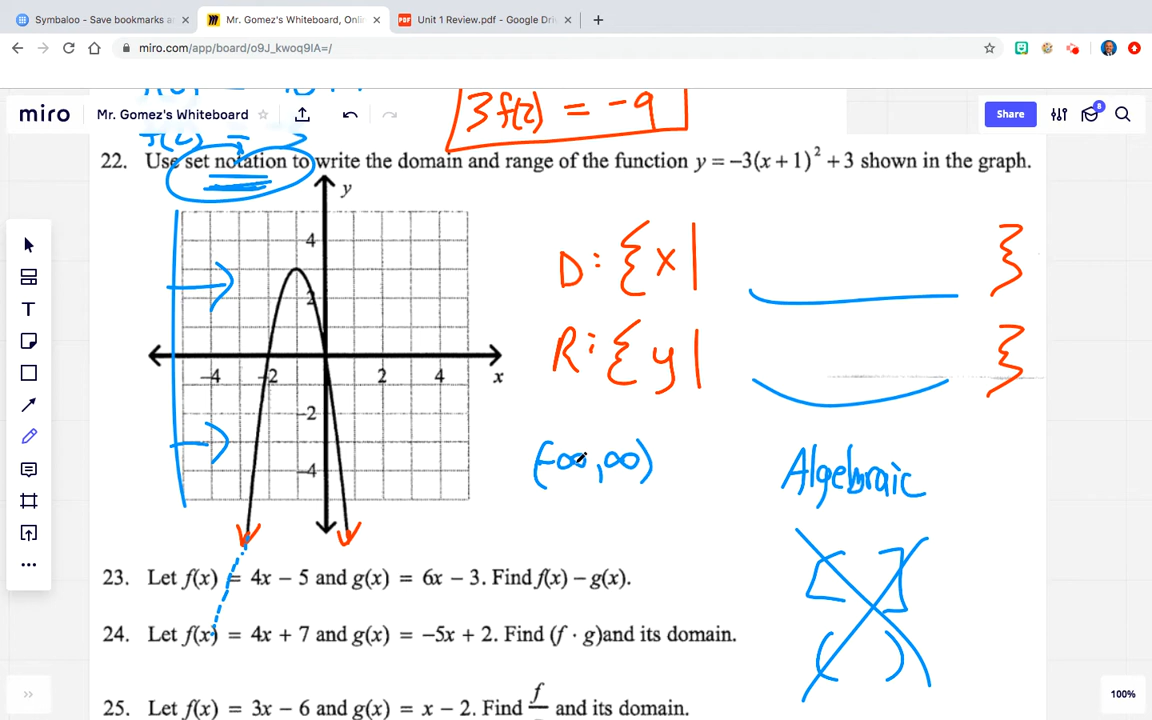 Symbaloo - Save bookmarks a
Mr. Gomez's Whiteboard, Onli
Unit 1 Review.pdf - Google Dri
miro.com/app/board/o9J_kwoq9IA=/
miro
Mr. Gomez's Whiteboard
Share
8
3f(2) = -9
22. Use set notation to write the domain and range of the function y = −3(x + 1)² + 3 shown in the graph.
y
4
2
-4 -2 2 4 x
-2
-4
D: {x| }
R: {y| }
(-∞,∞)
Algebraic
[ ]
( )
23. Let f(x) = 4x − 5 and g(x) = 6x − 3. Find f(x) − g(x).
24. Let f(x) = 4x + 7 and g(x) = −5x + 2. Find (f · g)and its domain.
25. Let f(x) = 3x − 6 and g(x) = x − 2. Find f and its domain.
100%